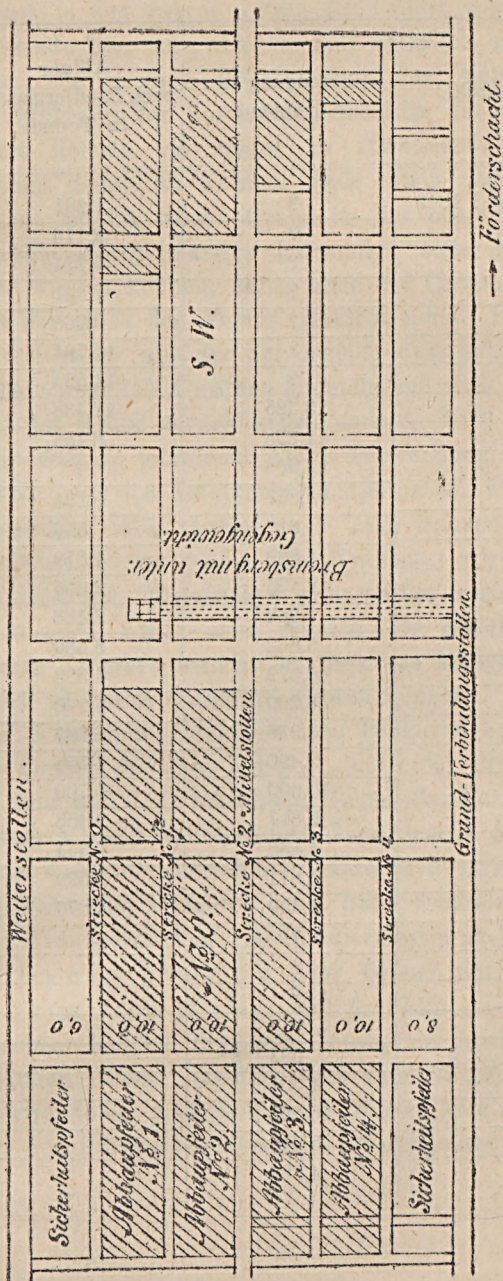 Wetterstollen.
Sicherheitspfeiler
6,0
Strecke № 0.
Abbaupfeiler
№ 1.
10,0
Strecke № 1.
Abbaupfeiler
№ 2.
10,0
N. O.
S. W.
Strecke № 2. Mittelstollen.
Abbaupfeiler
№ 3.
10,0
Strecke № 3.
Abbaupfeiler
№ 4.
10,0
Strecke № 4.
Sicherheitspfeiler
8,0
Bremsberg mit unter.
Gegengewicht.
Grund-Verbindungsstollen.
→ Förderschacht.